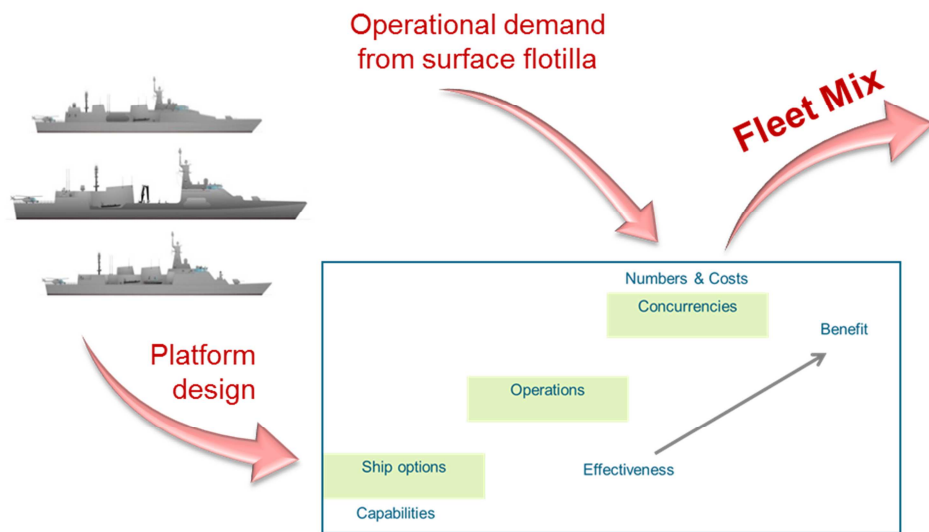 Operational demand
from surface flotilla
Fleet Mix
Platform
design
Numbers & Costs
Concurrencies
Benefit
Operations
Ship options
Effectiveness
Capabilities